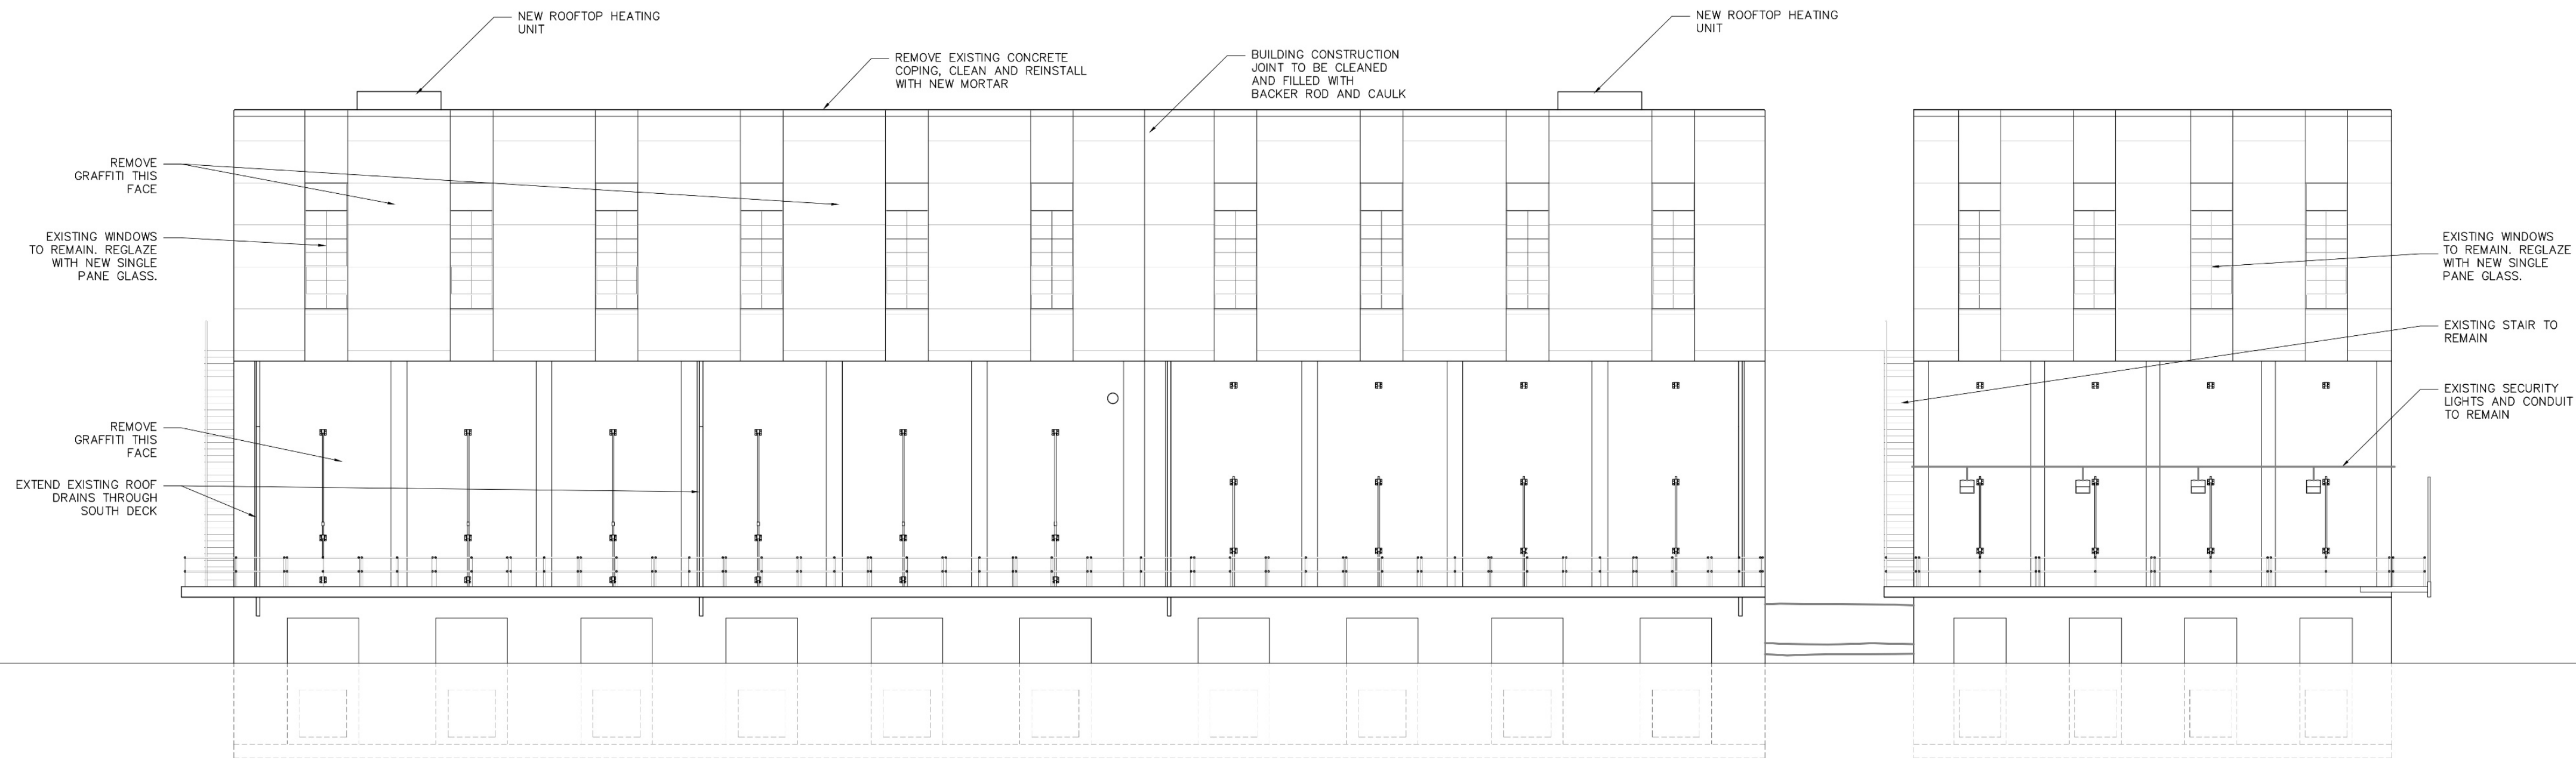 NEW ROOFTOP HEATING
UNIT
NEW ROOFTOP HEATING
UNIT
REMOVE EXISTING CONCRETE
COPING, CLEAN AND REINSTALL
WITH NEW MORTAR
BUILDING CONSTRUCTION
JOINT TO BE CLEANED
AND FILLED WITH
BACKER ROD AND CAULK
REMOVE
GRAFFITI THIS
FACE
EXISTING WINDOWS
TO REMAIN. REGLAZE
WITH NEW SINGLE
PANE GLASS.
REMOVE
GRAFFITI THIS
FACE
EXTEND EXISTING ROOF
DRAINS THROUGH
SOUTH DECK
EXISTING WINDOWS
TO REMAIN. REGLAZE
WITH NEW SINGLE
PANE GLASS.
EXISTING STAIR TO
REMAIN
EXISTING SECURITY
LIGHTS AND CONDUIT
TO REMAIN